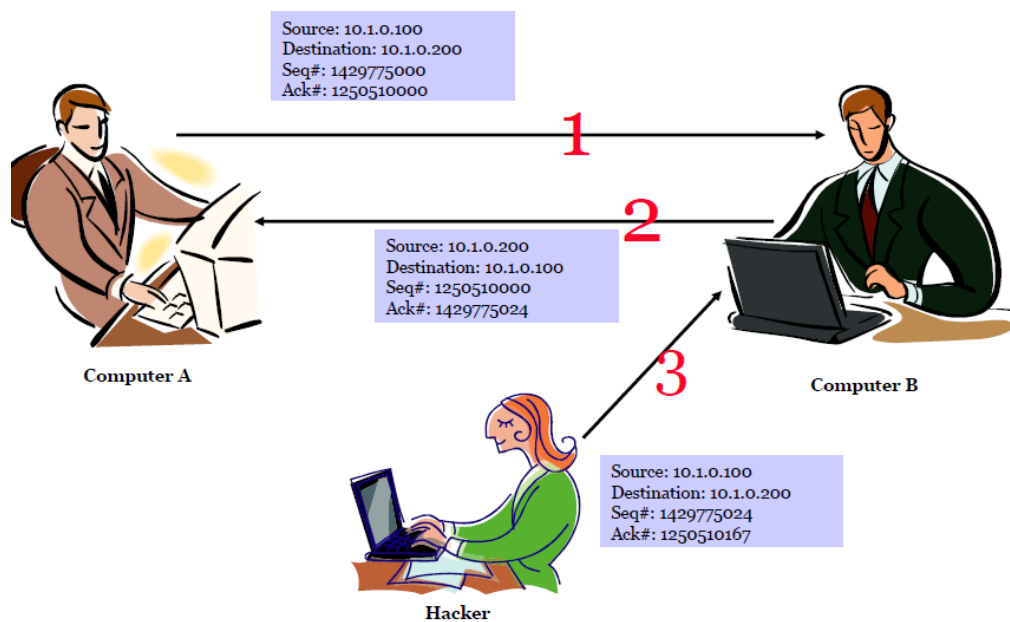 Source: 10.1.0.100
Destination: 10.1.0.200
Seq#: 1429775000
Ack#: 1250510000
1
2
Source: 10.1.0.200
Destination: 10.1.0.100
Seq#: 1250510000
Ack#: 1429775024
3
Computer A
Computer B
Source: 10.1.0.100
Destination: 10.1.0.200
Seq#: 1429775024
Ack#: 1250510167
Hacker